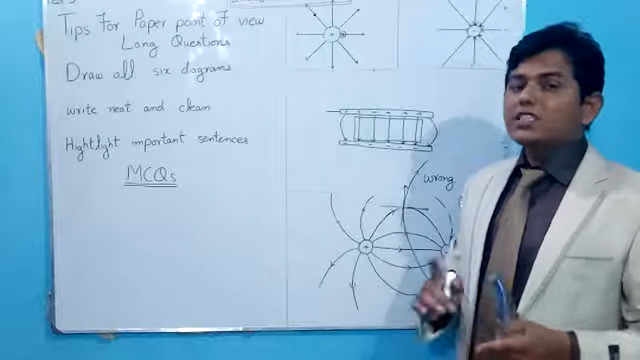 Tips for Paper point of view
Long Questions
Draw all six diagrams
write neat and clean
Hightlight important sentences
MCQs
wrong